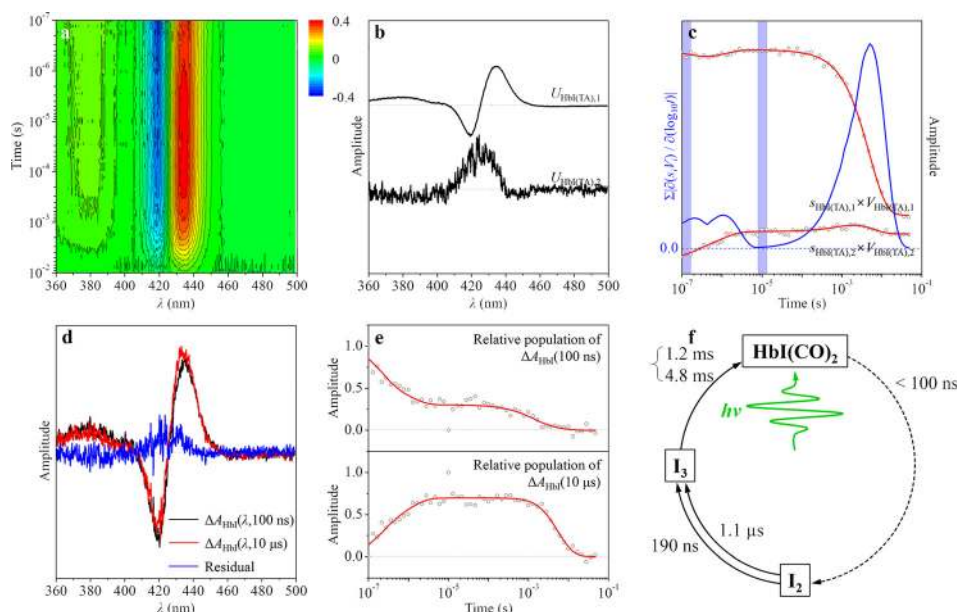 a
10⁻⁷
10⁻⁶
10⁻⁵
10⁻⁴
10⁻³
10⁻²
Time (s)
360 380 400 420 440 460 480 500
λ (nm)
0.4
0
-0.4
b
U_HbI(TA),1
U_HbI(TA),2
Amplitude
360 380 400 420 440 460 480 500
λ (nm)
c
Σ|∂(sᵢVᵢ) / ∂(log₁₀t)|
0.0
Amplitude
s_HbI(TA),1 × V_HbI(TA),1
s_HbI(TA),2 × V_HbI(TA),2
10⁻⁷ 10⁻⁵ 10⁻³ 10⁻¹
Time (s)
d
Amplitude
ΔA_HbI(λ,100 ns)
ΔA_HbI(λ,10 μs)
Residual
360 380 400 420 440 460 480 500
λ (nm)
e
Relative population of
ΔA_HbI(100 ns)
1.0
0.5
0.0
Amplitude
Relative population of
ΔA_HbI(10 μs)
1.0
0.5
0.0
Amplitude
10⁻⁷ 10⁻⁵ 10⁻³ 10⁻¹
Time (s)
f
HbI(CO)₂
1.2 ms
4.8 ms
< 100 ns
hν
I₃
1.1 μs
190 ns
I₂